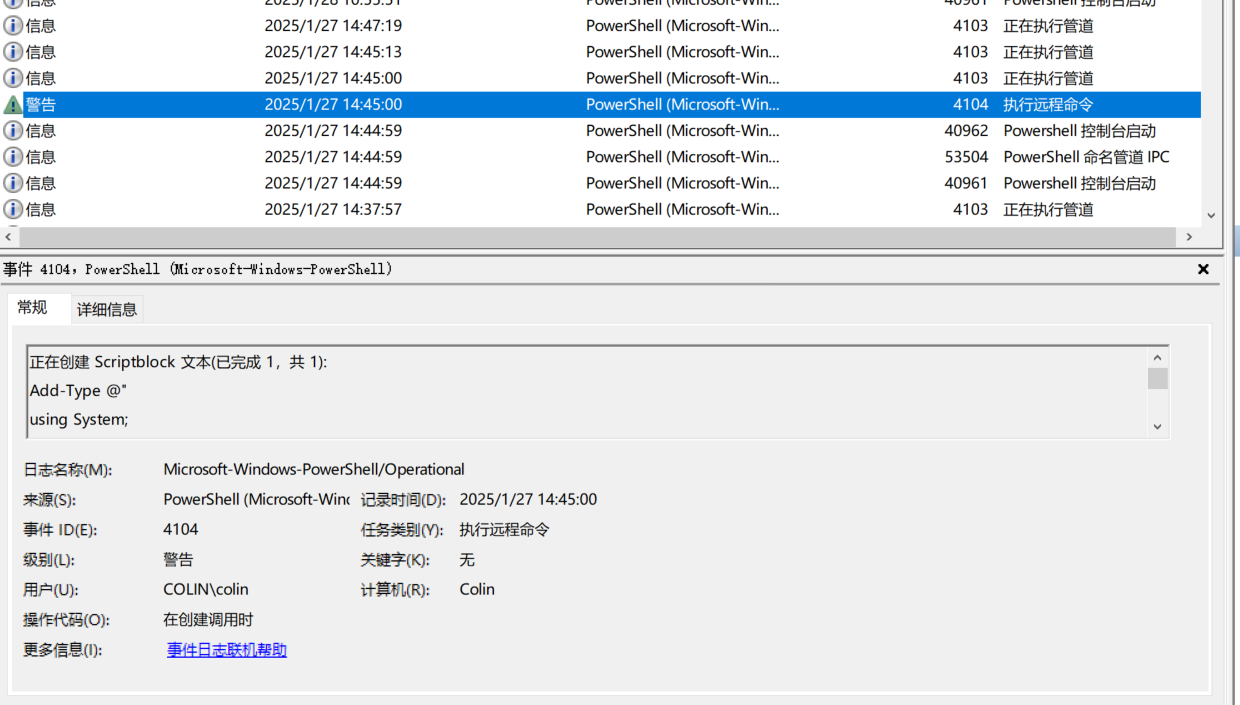 信息 2025/1/28 10:55:51 PowerShell (Microsoft-Win... 40961 Powershell 控制台启动
信息 2025/1/27 14:47:19 PowerShell (Microsoft-Win... 4103 正在执行管道
信息 2025/1/27 14:45:13 PowerShell (Microsoft-Win... 4103 正在执行管道
信息 2025/1/27 14:45:00 PowerShell (Microsoft-Win... 4103 正在执行管道
警告 2025/1/27 14:45:00 PowerShell (Microsoft-Win... 4104 执行远程命令
信息 2025/1/27 14:44:59 PowerShell (Microsoft-Win... 40962 Powershell 控制台启动
信息 2025/1/27 14:44:59 PowerShell (Microsoft-Win... 53504 PowerShell 命名管道 IPC
信息 2025/1/27 14:44:59 PowerShell (Microsoft-Win... 40961 Powershell 控制台启动
信息 2025/1/27 14:37:57 PowerShell (Microsoft-Win... 4103 正在执行管道
事件 4104，PowerShell (Microsoft-Windows-PowerShell)
常规 详细信息
正在创建 Scriptblock 文本(已完成 1，共 1):
Add-Type @"
using System;
日志名称(M): Microsoft-Windows-PowerShell/Operational
来源(S): PowerShell (Microsoft-Winc 记录时间(D): 2025/1/27 14:45:00
事件 ID(E): 4104 任务类别(Y): 执行远程命令
级别(L): 警告 关键字(K): 无
用户(U): COLIN\colin 计算机(R): Colin
操作代码(O): 在创建调用时
更多信息(I): 事件日志联机帮助